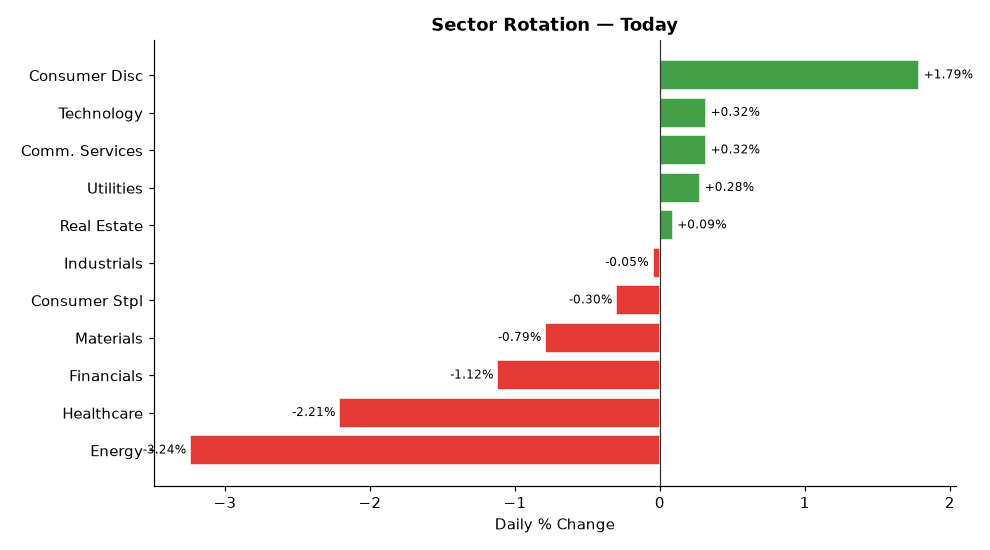 Sector Rotation — Today
Consumer Disc +1.79%
Technology +0.32%
Comm. Services +0.32%
Utilities +0.28%
Real Estate +0.09%
Industrials -0.05%
Consumer Stpl -0.30%
Materials -0.79%
Financials -1.12%
Healthcare -2.21%
Energy -3.24%
−3 −2 −1 0 1 2
Daily % Change